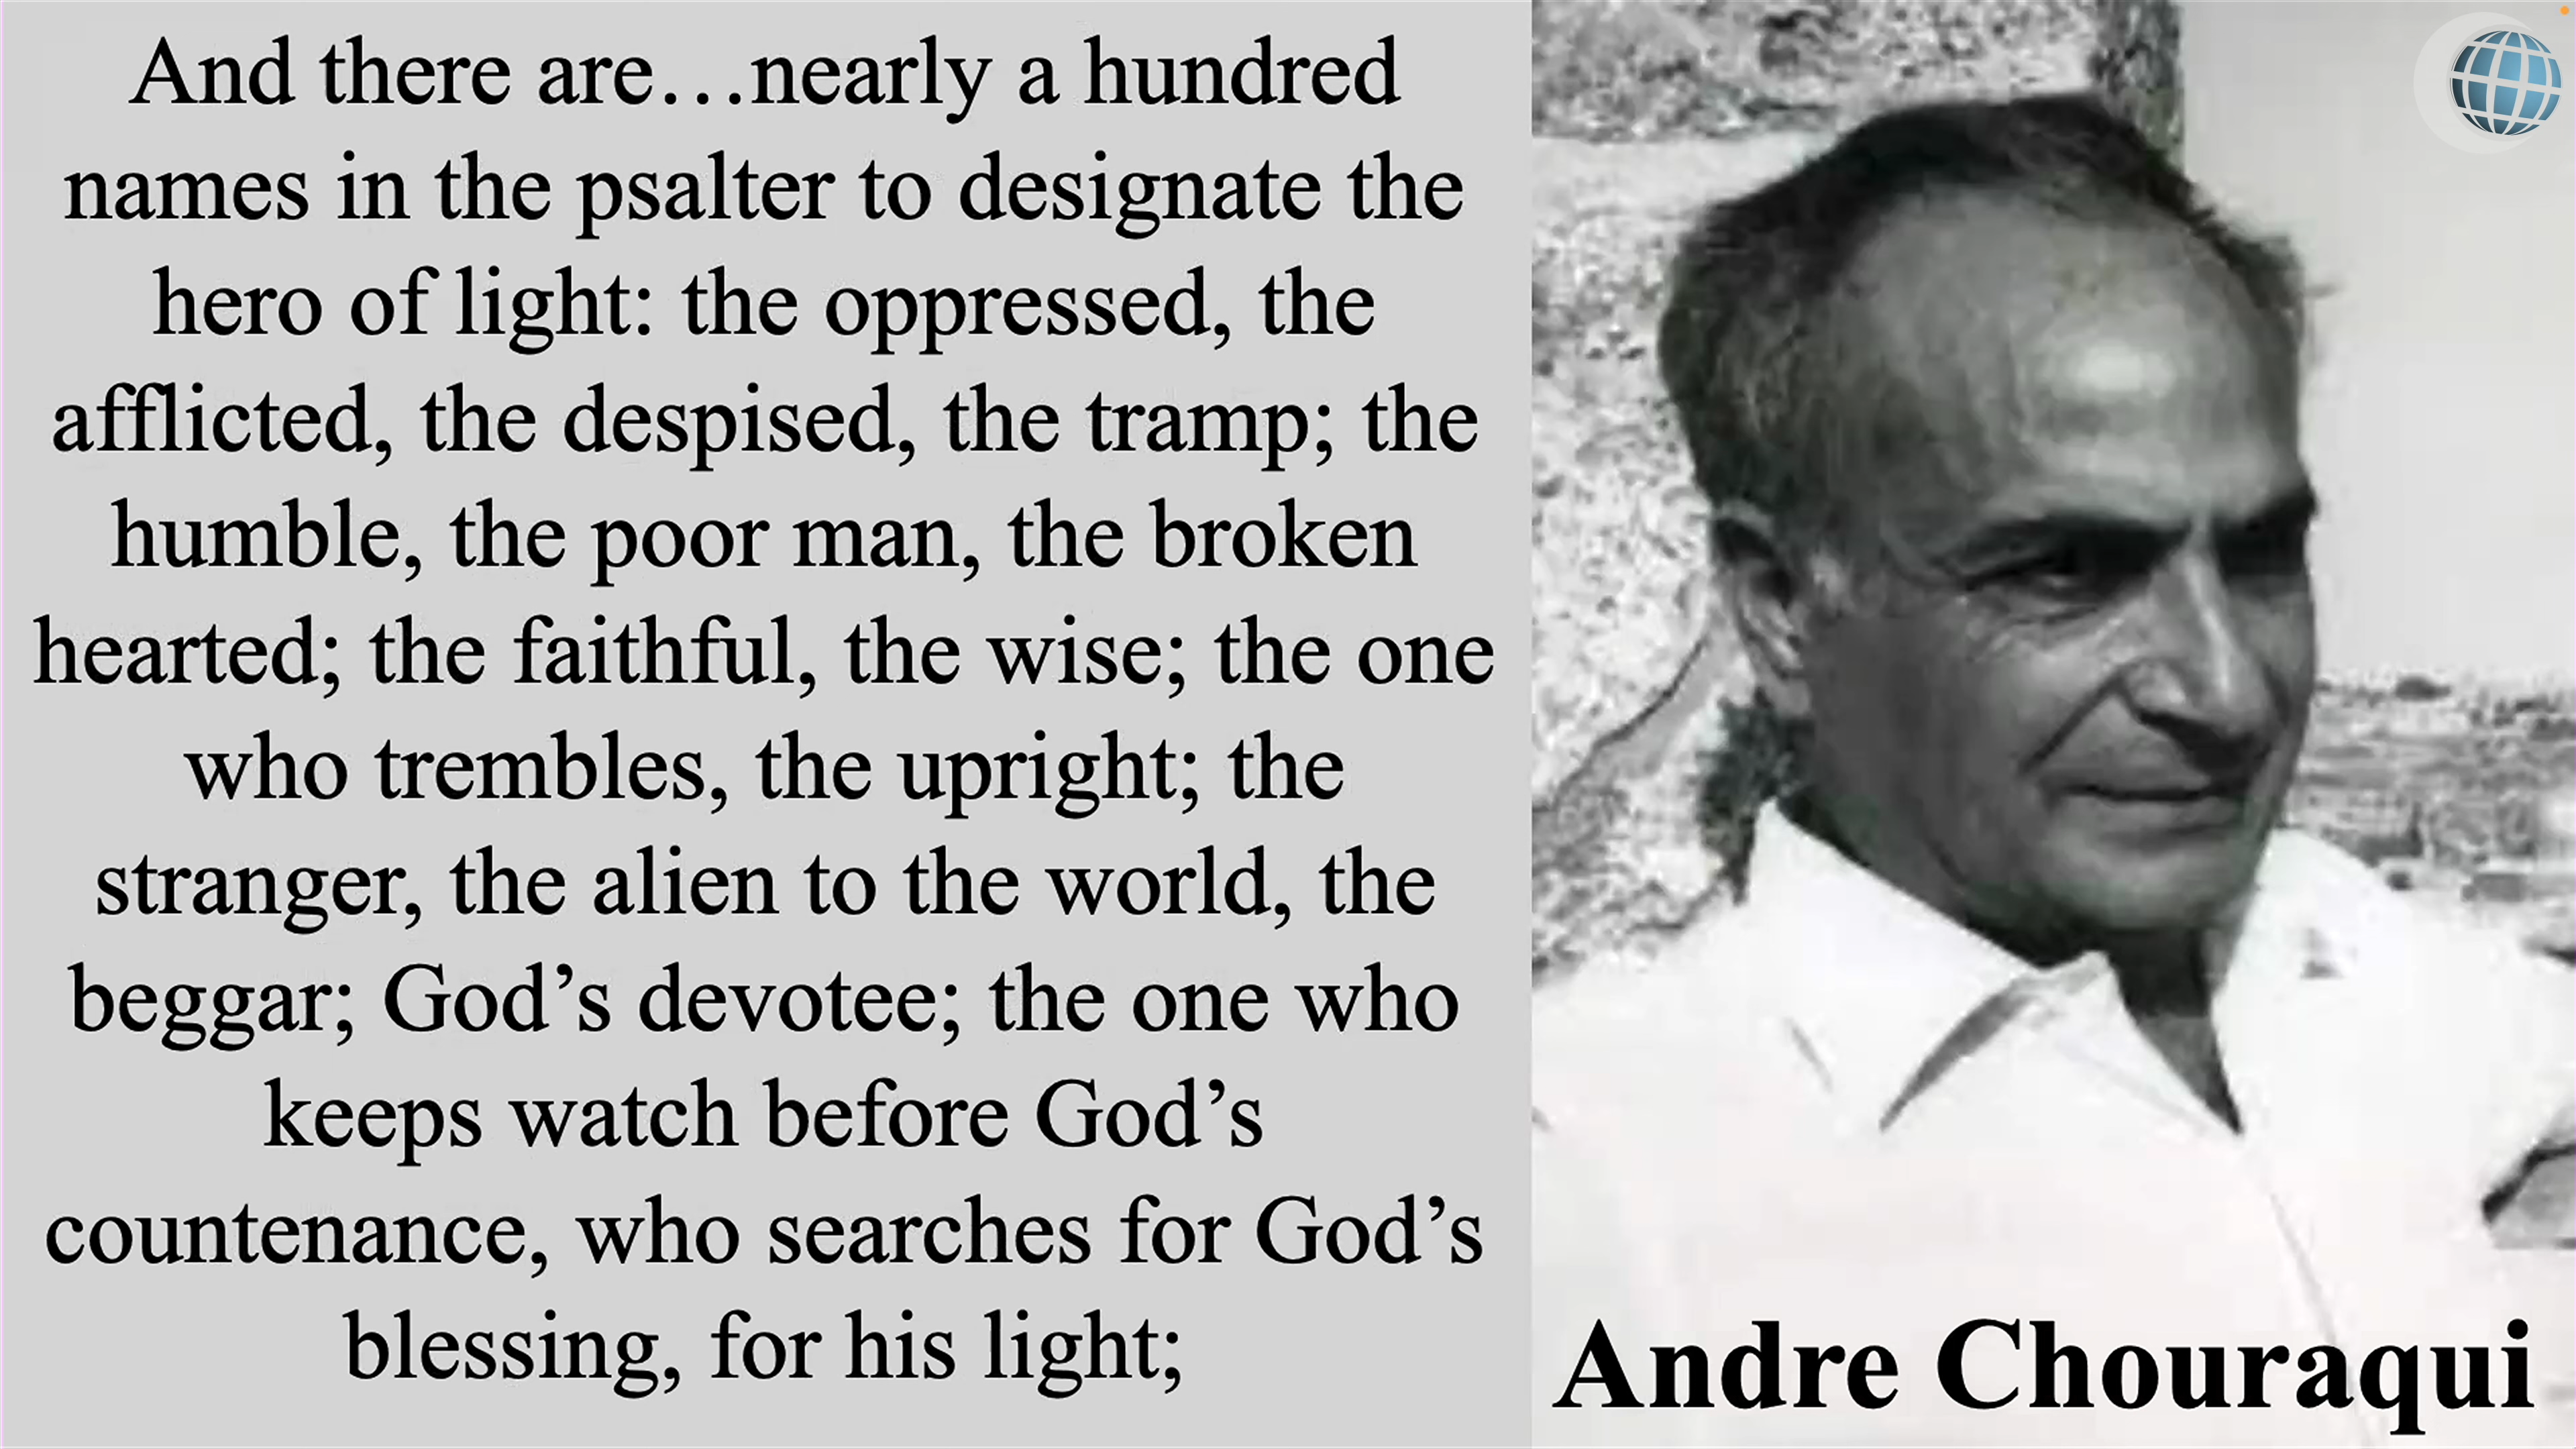 And there are…nearly a hundred
names in the psalter to designate the
hero of light: the oppressed, the
afflicted, the despised, the tramp; the
humble, the poor man, the broken
hearted; the faithful, the wise; the one
who trembles, the upright; the
stranger, the alien to the world, the
beggar; God’s devotee; the one who
keeps watch before God’s
countenance, who searches for God’s
blessing, for his light;
Andre Chouraqui